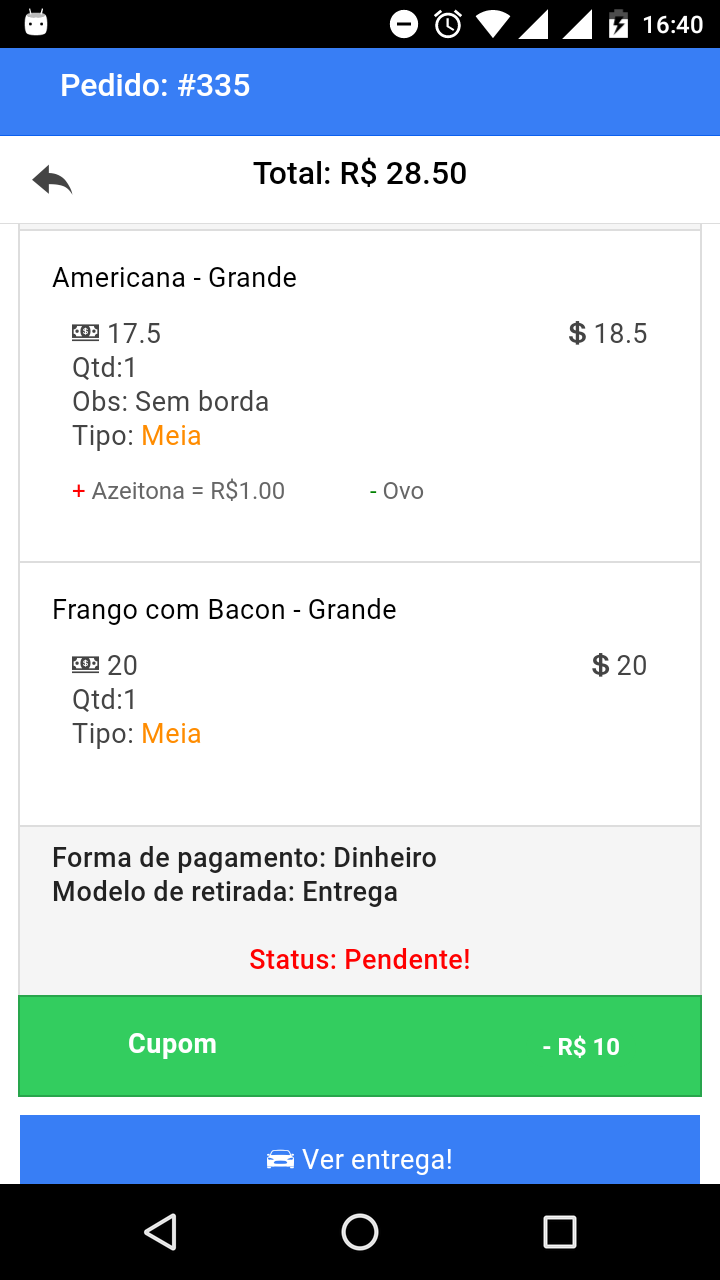 16:40
Pedido: #335
Total: R$ 28.50
Americana - Grande
17.5 $ 18.5
Qtd:1
Obs: Sem borda
Tipo: Meia
+ Azeitona = R$1.00 - Ovo
Frango com Bacon - Grande
20 $ 20
Qtd:1
Tipo: Meia
Forma de pagamento: Dinheiro
Modelo de retirada: Entrega
Status: Pendente!
Cupom - R$ 10
Ver entrega!